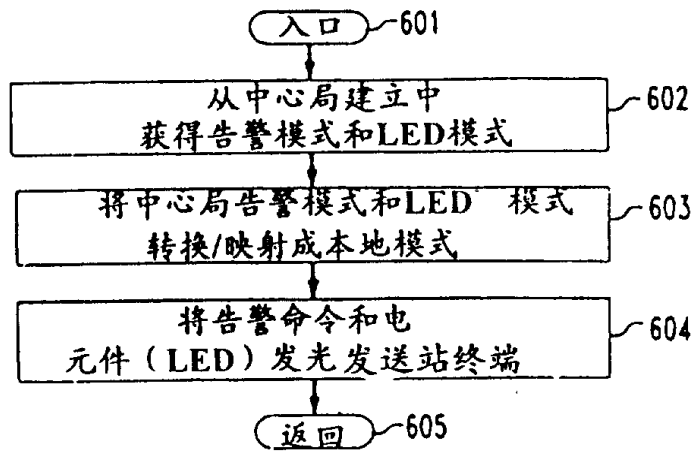 入口
601
从中心局建立中
获得告警模式和LED模式
602
将中心局告警模式和LED 模式
转换/映射成本地模式
603
将告警命令和电
元件（LED）发光发送站终端
604
返回
605